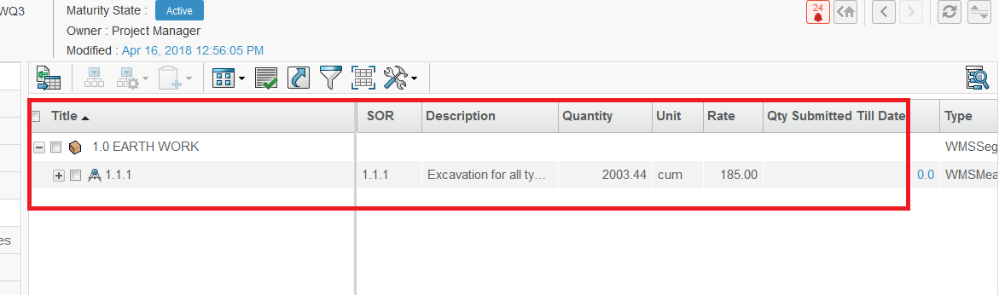 WQ3
Maturity State :
Active
Owner : Project Manager
Modified : Apr 16, 2018 12:56:05 PM
24
Title SOR Description Quantity Unit Rate Qty Submitted Till Date Type
1.0 EARTH WORK WMSSeg
1.1.1 1.1.1 Excavation for all ty... 2003.44 cum 185.00 0.0 WMSMea
es